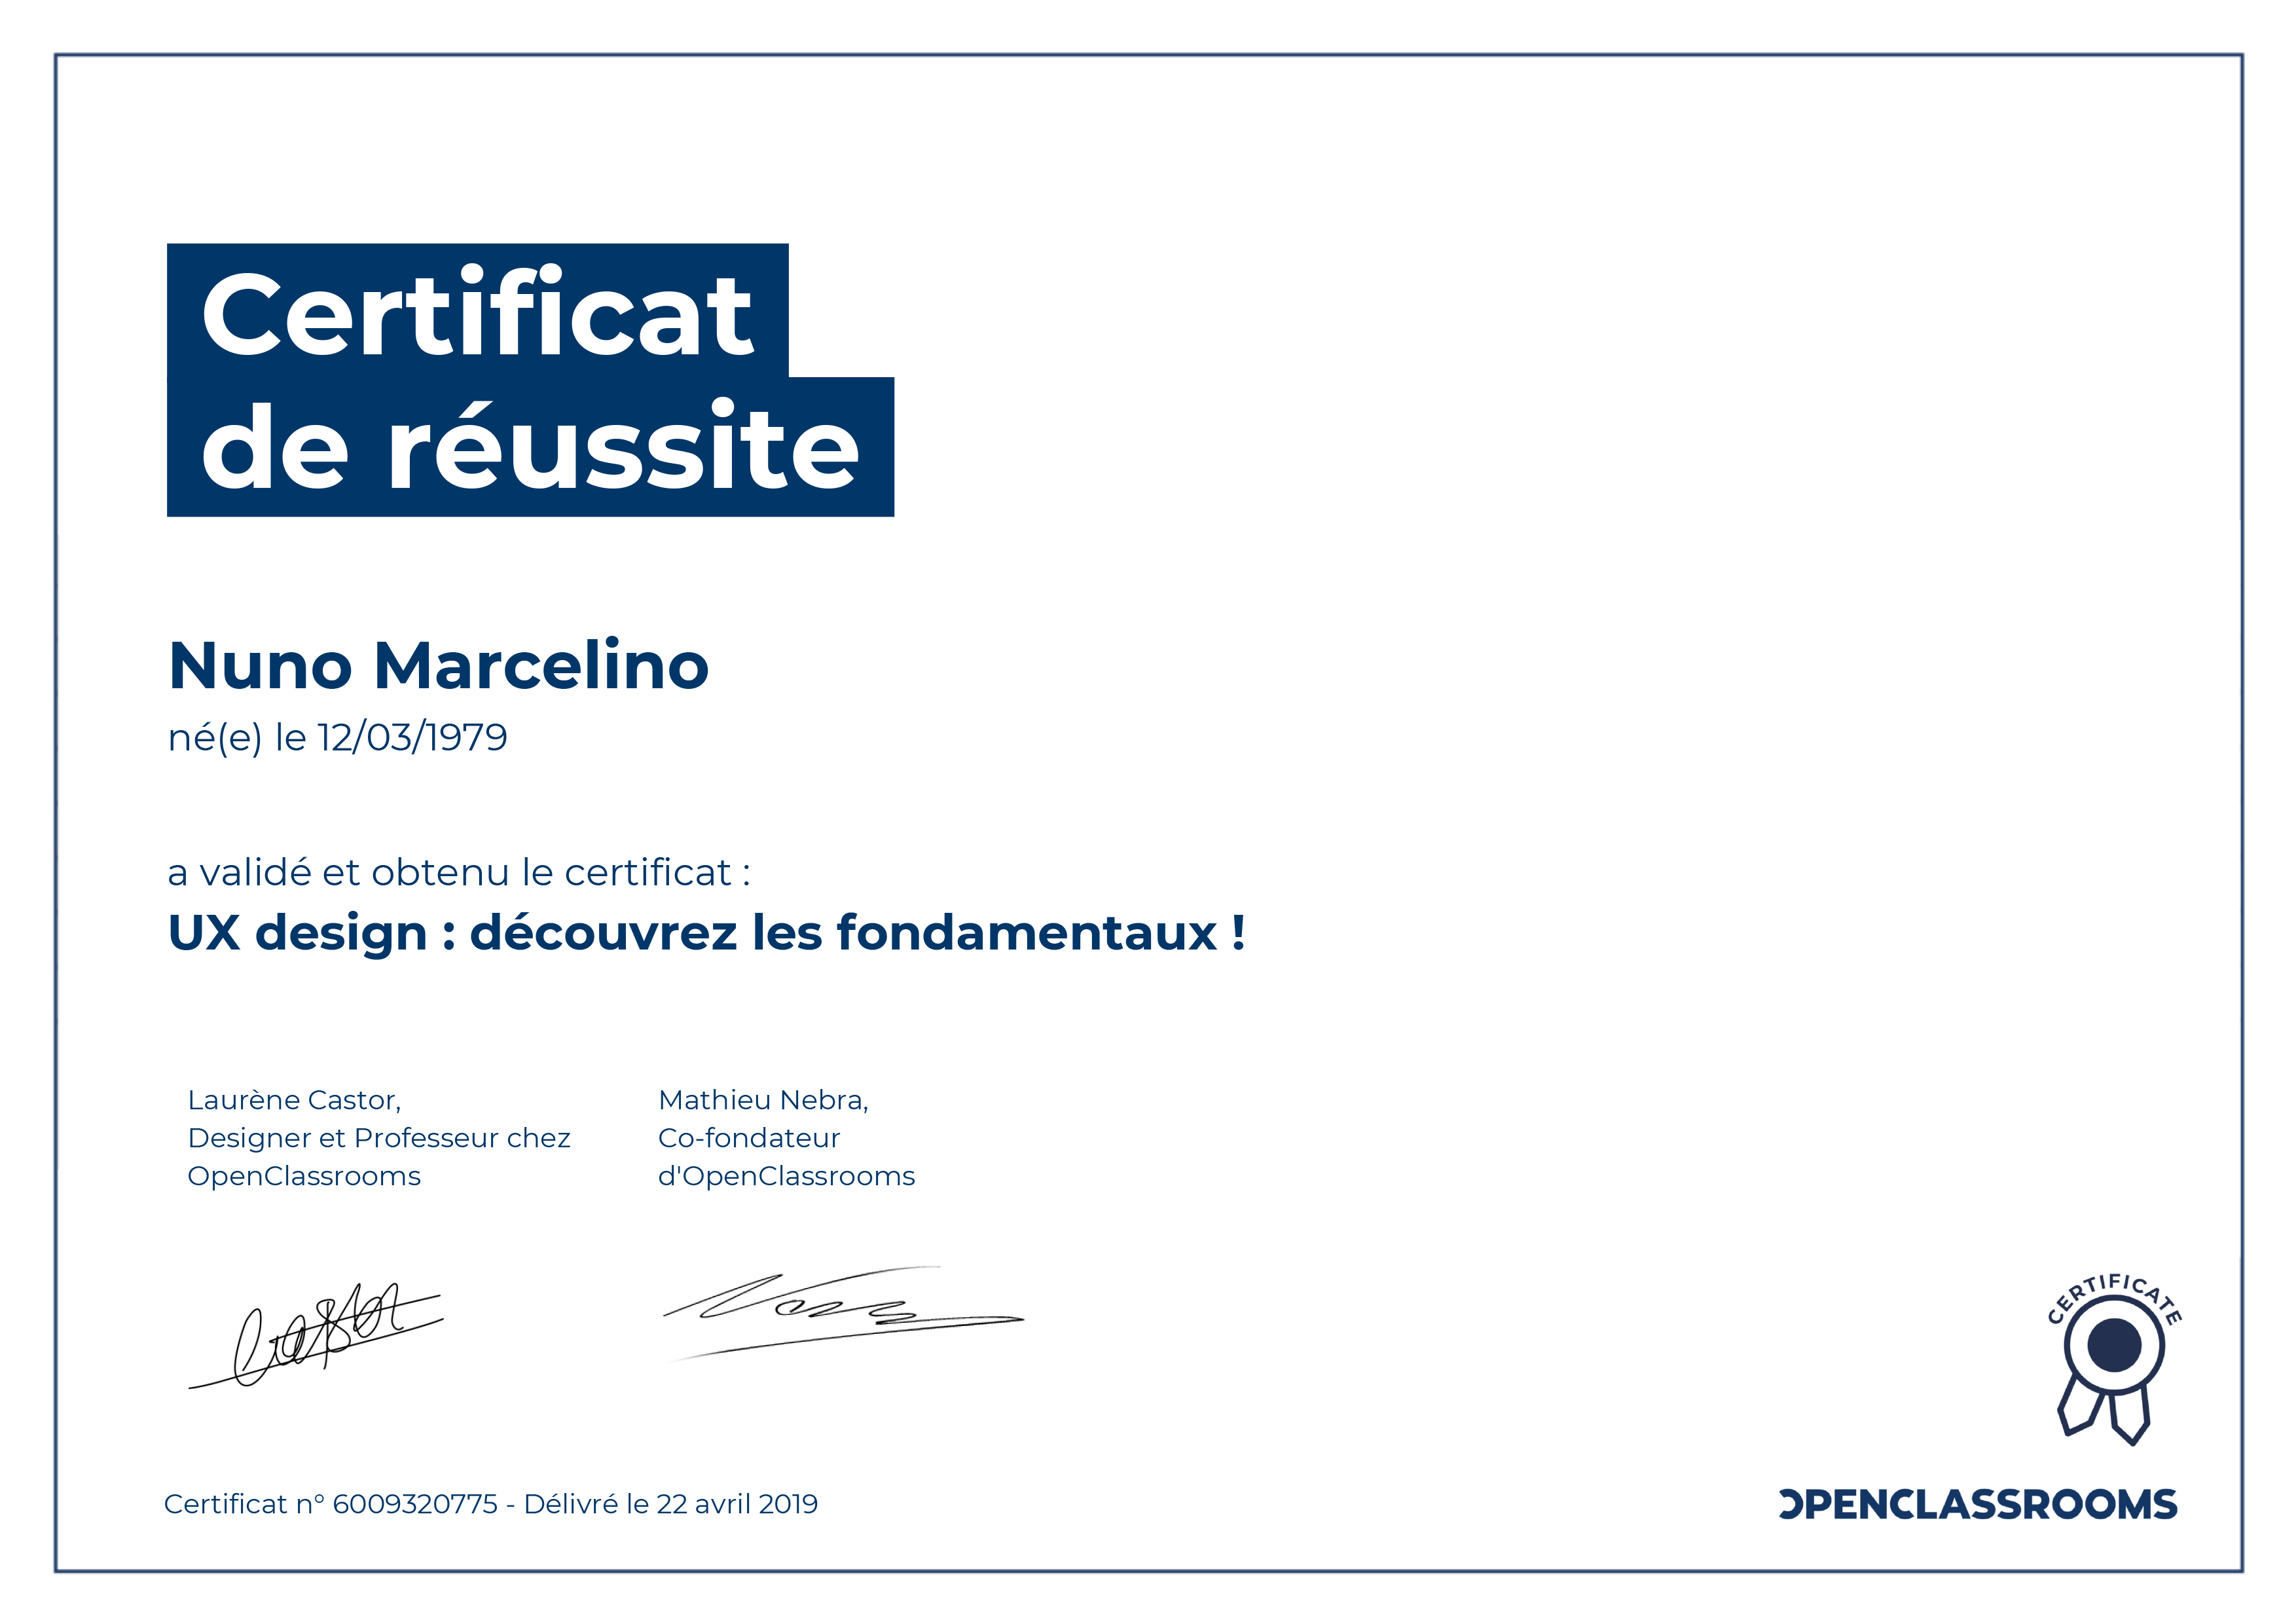 Certificat
de réussite
Nuno Marcelino
né(e) le 12/03/1979
a validé et obtenu le certificat :
UX design : découvrez les fondamentaux !
Laurène Castor,
Designer et Professeur chez
OpenClassrooms
Mathieu Nebra,
Co-fondateur
d'OpenClassrooms
CERTIFICATE
Certificat n° 6009320775 - Délivré le 22 avril 2019
OPENCLASSROOMS